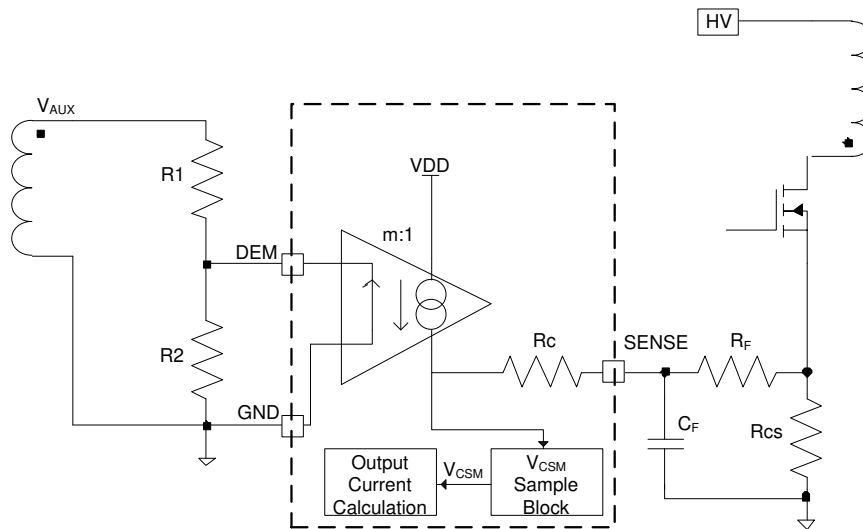 HV
VAUX
R1
VDD
m:1
DEM
R2
Rc
SENSE
RF
GND
CF
Rcs
Output
Current
Calculation
VCSM
VCSM
Sample
Block